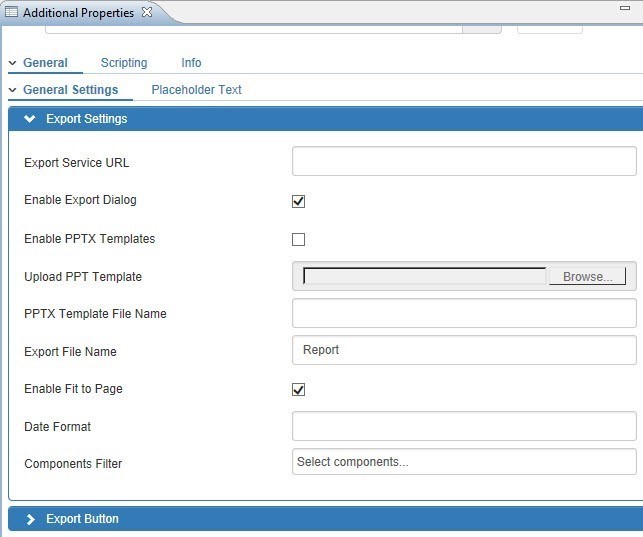 Additional Properties
General Scripting Info
General Settings Placeholder Text
Export Settings
Export Service URL
Enable Export Dialog
Enable PPTX Templates
Upload PPT Template Browse...
PPTX Template File Name
Export File Name Report
Enable Fit to Page
Date Format
Components Filter Select components...
Export Button